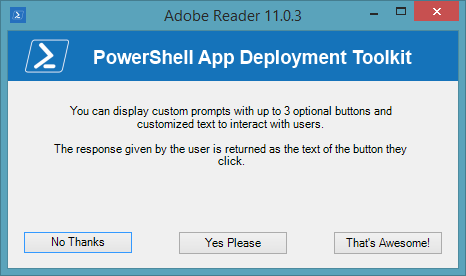 Adobe Reader 11.0.3
PowerShell App Deployment Toolkit
You can display custom prompts with up to 3 optional buttons and
customized text to interact with users.
The response given by the user is returned as the text of the button they
click.
No Thanks
Yes Please
That's Awesome!